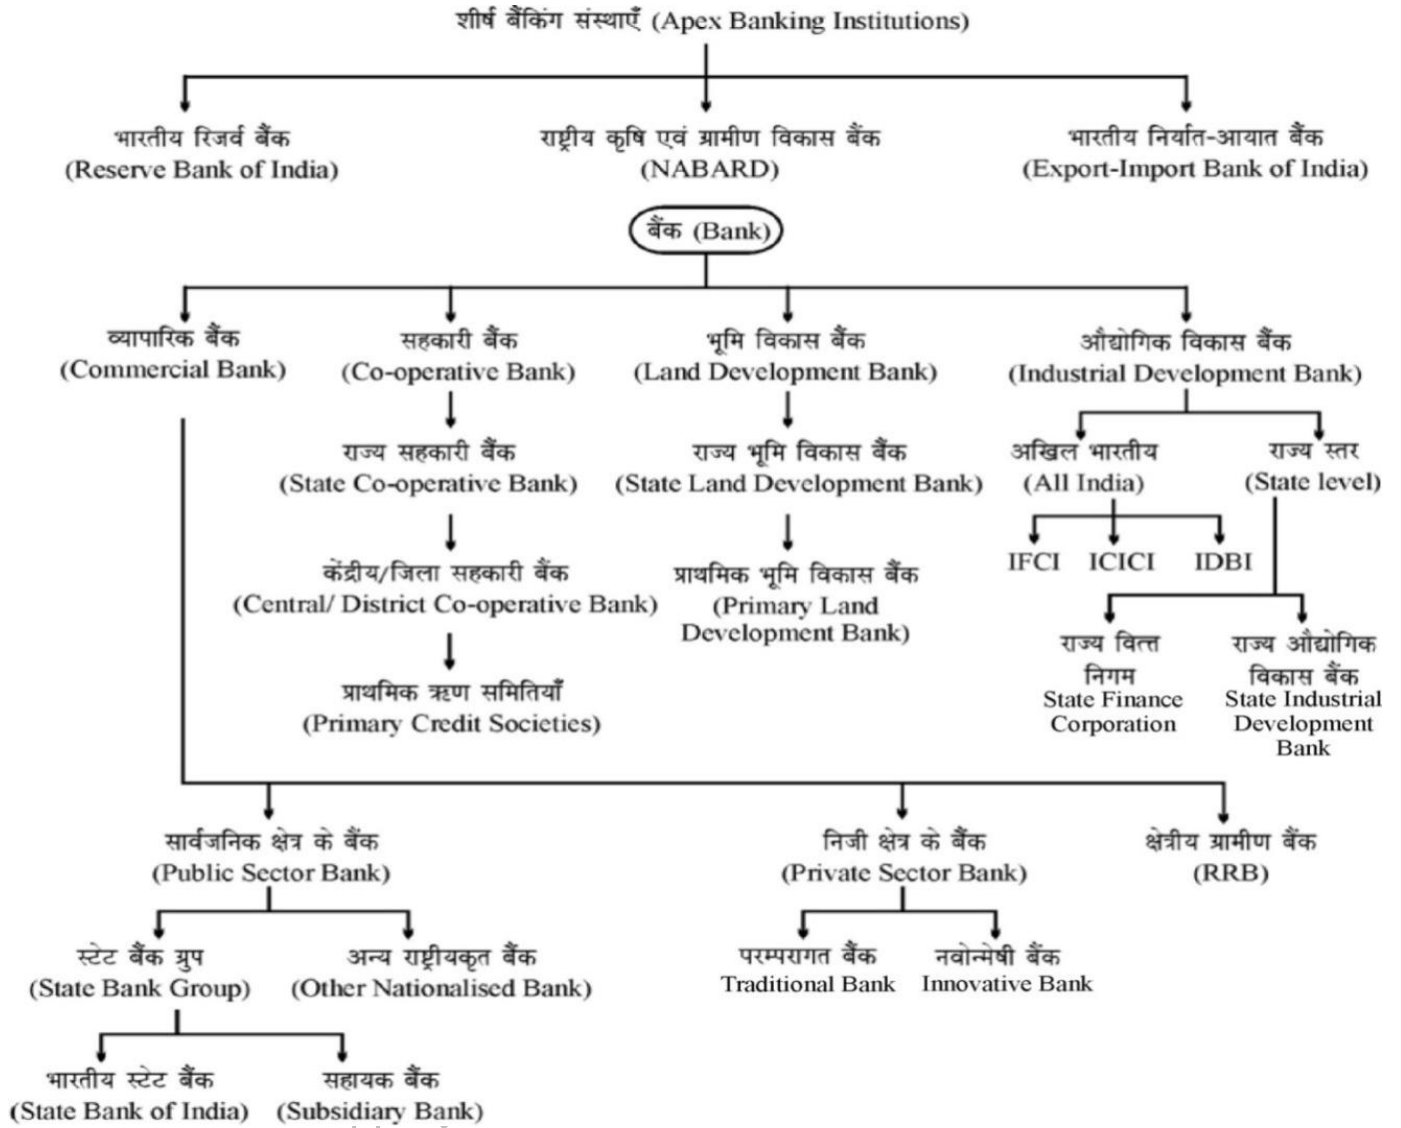 शीर्ष बैंकिंग संस्थाएँ (Apex Banking Institutions)
भारतीय रिजर्व बैंक
(Reserve Bank of India)
राष्ट्रीय कृषि एवं ग्रामीण विकास बैंक
(NABARD)
भारतीय निर्यात-आयात बैंक
(Export-Import Bank of India)
बैंक (Bank)
व्यापारिक बैंक
(Commercial Bank)
सहकारी बैंक
(Co-operative Bank)
भूमि विकास बैंक
(Land Development Bank)
औद्योगिक विकास बैंक
(Industrial Development Bank)
राज्य सहकारी बैंक
(State Co-operative Bank)
राज्य भूमि विकास बैंक
(State Land Development Bank)
अखिल भारतीय
(All India)
राज्य स्तर
(State level)
IFCI ICICI IDBI
केंद्रीय/जिला सहकारी बैंक
(Central/ District Co-operative Bank)
प्राथमिक भूमि विकास बैंक
(Primary Land
Development Bank)
राज्य वित्त
निगम
State Finance
Corporation
राज्य औद्योगिक
विकास बैंक
State Industrial
Development
Bank
प्राथमिक ऋण समितियाँ
(Primary Credit Societies)
सार्वजनिक क्षेत्र के बैंक
(Public Sector Bank)
निजी क्षेत्र के बैंक
(Private Sector Bank)
क्षेत्रीय ग्रामीण बैंक
(RRB)
स्टेट बैंक ग्रुप
(State Bank Group)
अन्य राष्ट्रीयकृत बैंक
(Other Nationalised Bank)
परम्परागत बैंक
Traditional Bank
नवोन्मेषी बैंक
Innovative Bank
भारतीय स्टेट बैंक
(State Bank of India)
सहायक बैंक
(Subsidiary Bank)